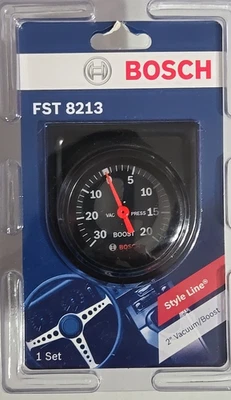 BOSCH
FST 8213
0 5
10 10
VAC PRESS
20 15
BOOST
30 20
BOSCH
Style Line®
2" Vacuum/Boost
1 Set